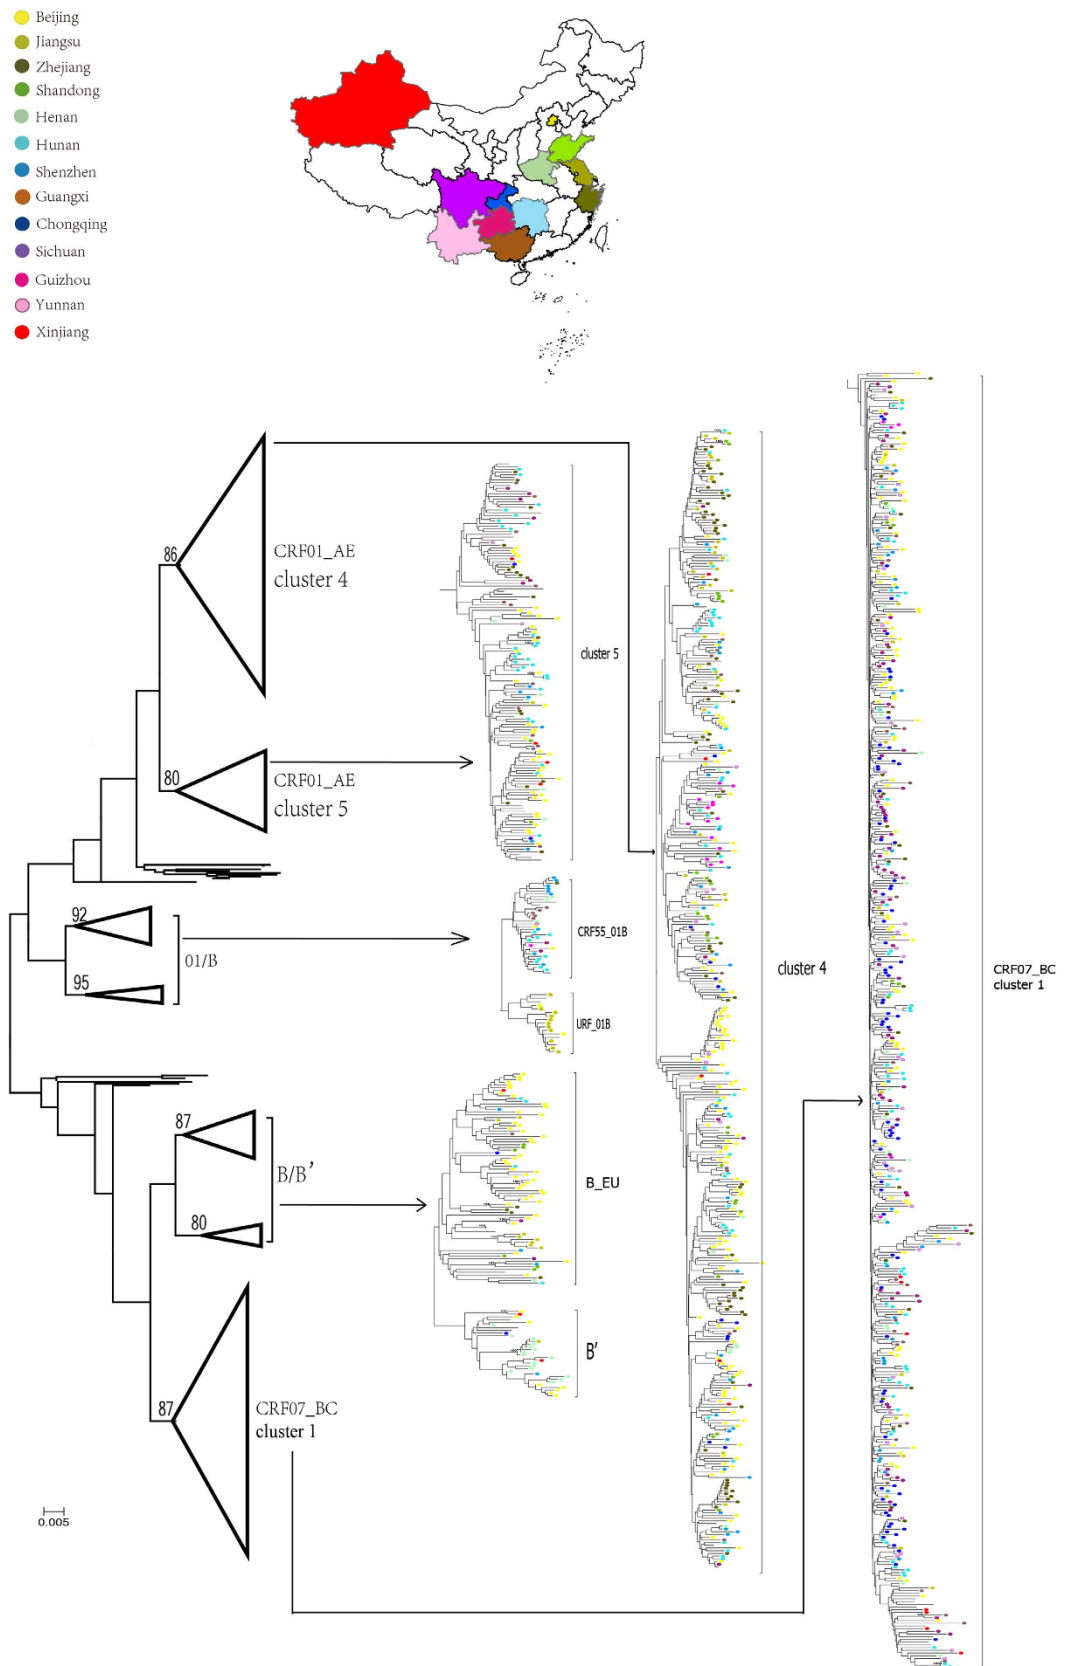 Beijing
Jiangsu
Zhejiang
Shandong
Henan
Hunan
Shenzhen
Guangxi
Chongqing
Sichuan
Guizhou
Yunnan
Xinjiang
86
CRF01_AE
cluster 4
80
CRF01_AE
cluster 5
92
95
01/B
87
80
B/B'
87
CRF07_BC
cluster 1
0.005
cluster 5
CRF55_01B
URF_01B
B_EU
B'
cluster 4
CRF07_BC
cluster 1